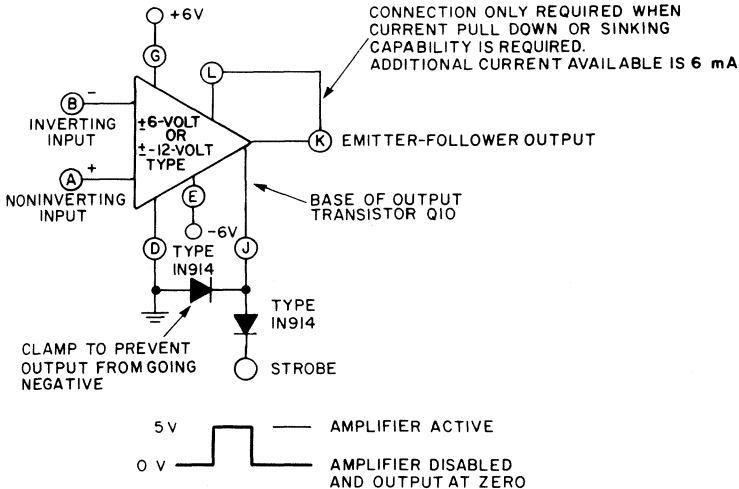 +6V
CONNECTION ONLY REQUIRED WHEN
CURRENT PULL DOWN OR SINKING
CAPABILITY IS REQUIRED.
ADDITIONAL CURRENT AVAILABLE IS 6 mA
G
L
B -
INVERTING
INPUT
±6-VOLT
OR
±-12-VOLT
TYPE
K EMITTER-FOLLOWER OUTPUT
A +
NONINVERTING
INPUT
E
-6V
BASE OF OUTPUT
TRANSISTOR Q10
D
J
TYPE
IN914
TYPE
IN914
CLAMP TO PREVENT
OUTPUT FROM GOING
NEGATIVE
STROBE
5V
AMPLIFIER ACTIVE
0 V
AMPLIFIER DISABLED
AND OUTPUT AT ZERO